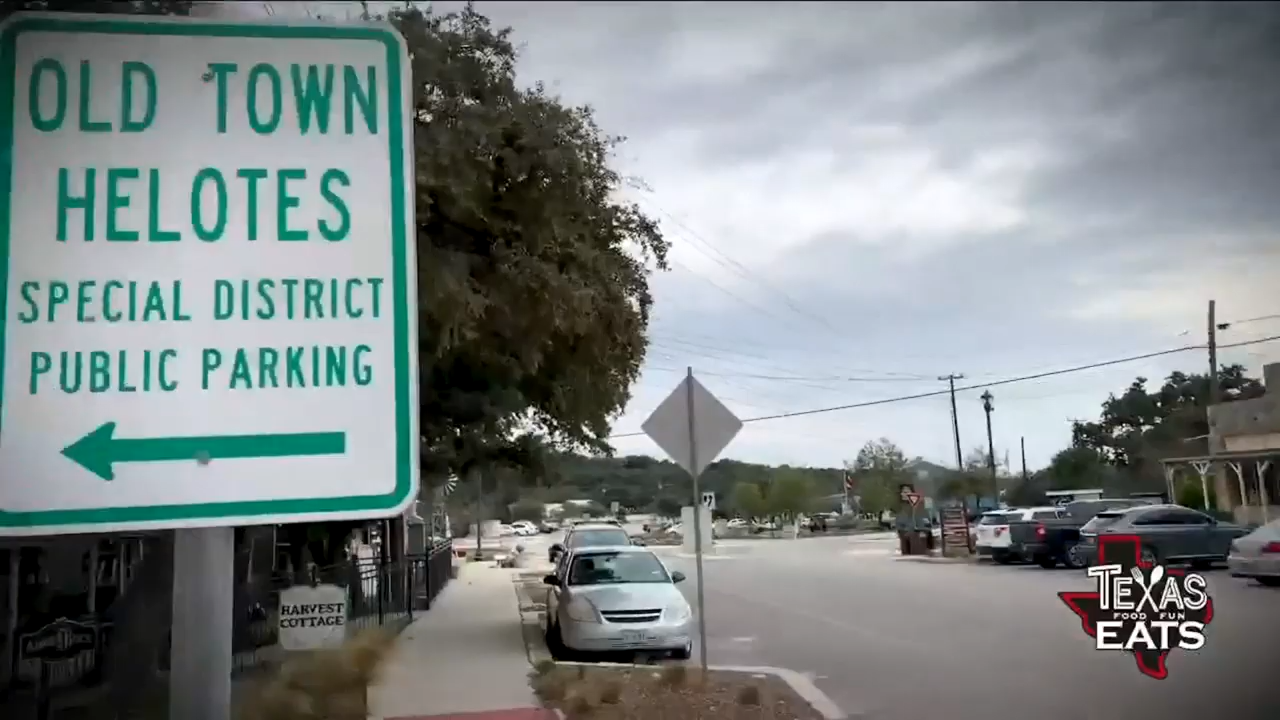 OLD TOWN
HELOTES
SPECIAL DISTRICT
PUBLIC PARKING
HARVEST
COTTAGE
TEXAS
FOOD FUN
EATS